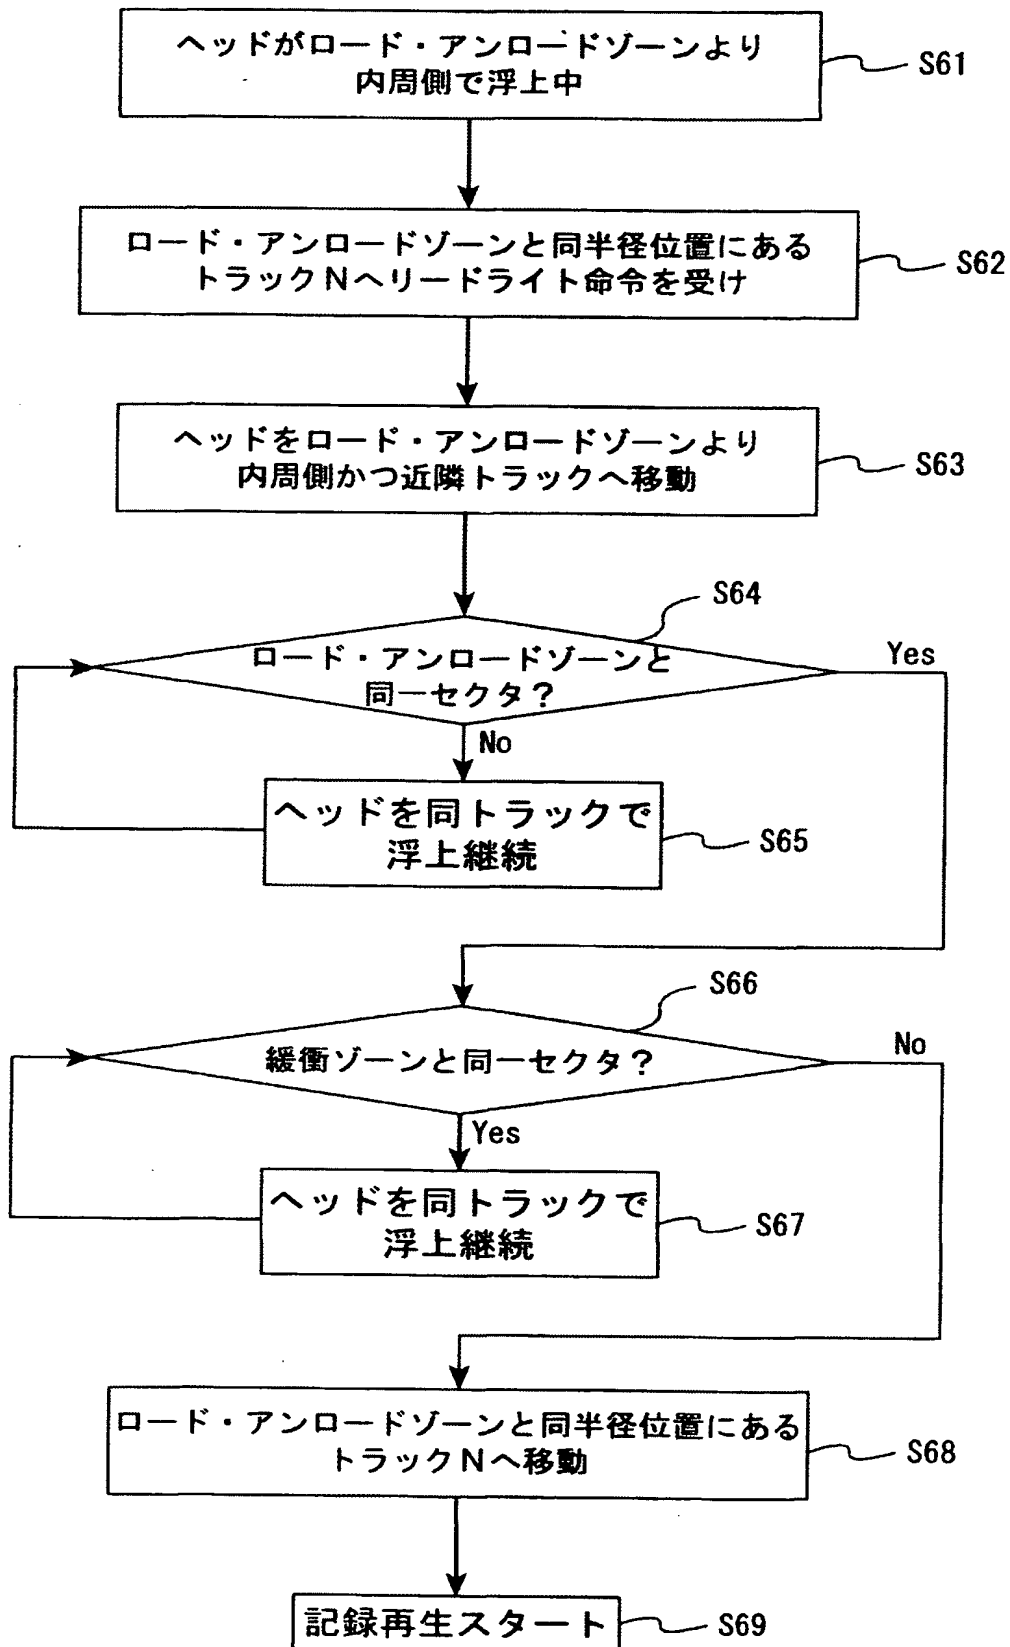 ヘッドがロード・アンロードゾーンより
内周側で浮上中
S61
ロード・アンロードゾーンと同半径位置にある
トラックNへリードライト命令を受け
S62
ヘッドをロード・アンロードゾーンより
内周側かつ近隣トラックへ移動
S63
S64
ロード・アンロードゾーンと
同一セクタ?
Yes
No
ヘッドを同トラックで
浮上継続
S65
S66
緩衝ゾーンと同一セクタ?
No
Yes
ヘッドを同トラックで
浮上継続
S67
ロード・アンロードゾーンと同半径位置にある
トラックNへ移動
S68
記録再生スタート
S69